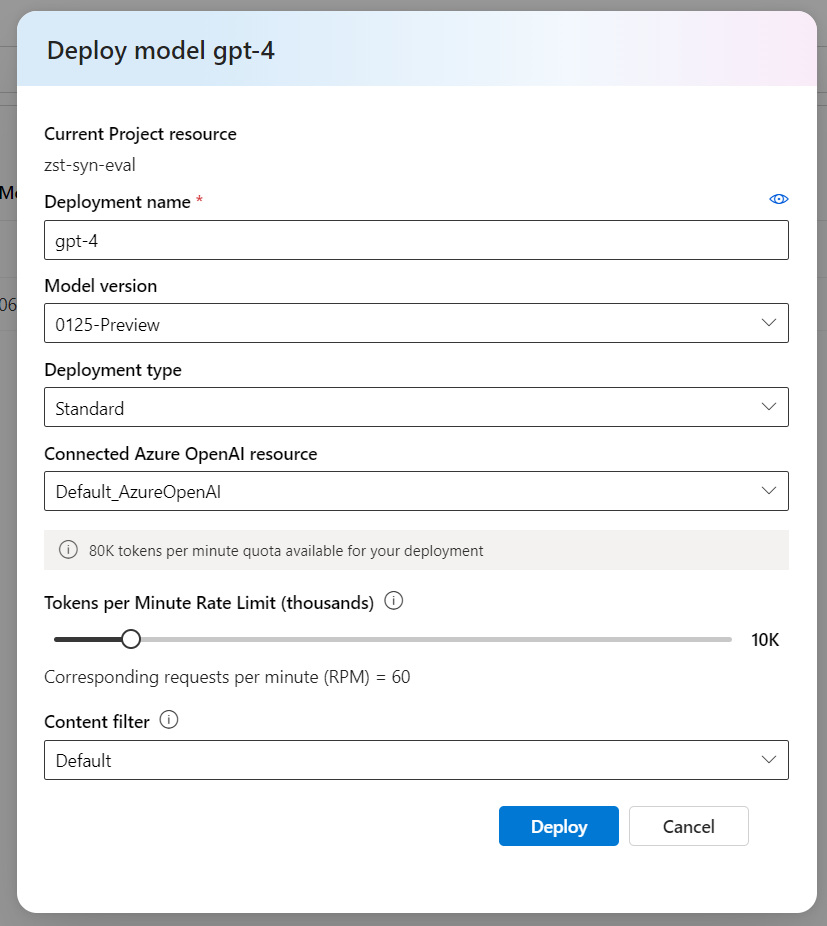 Deploy model gpt-4
Current Project resource
zst-syn-eval
Deployment name *
gpt-4
Model version
0125-Preview
Deployment type
Standard
Connected Azure OpenAI resource
Default_AzureOpenAI
80K tokens per minute quota available for your deployment
Tokens per Minute Rate Limit (thousands)
10K
Corresponding requests per minute (RPM) = 60
Content filter
Default
Deploy
Cancel
06